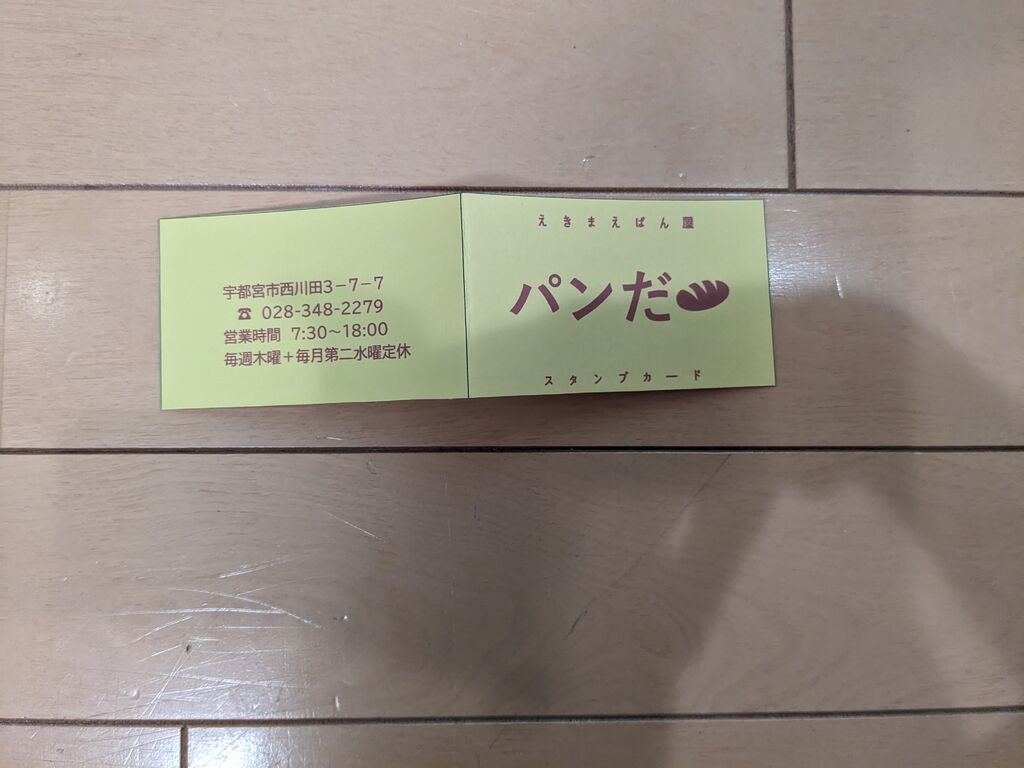 宇都宮市西川田3-7-7
☎ 028-348-2279
営業時間 7:30~18:00
毎週木曜+毎月第二水曜定休
えきまえぱん屋
パンだ
スタンプカード